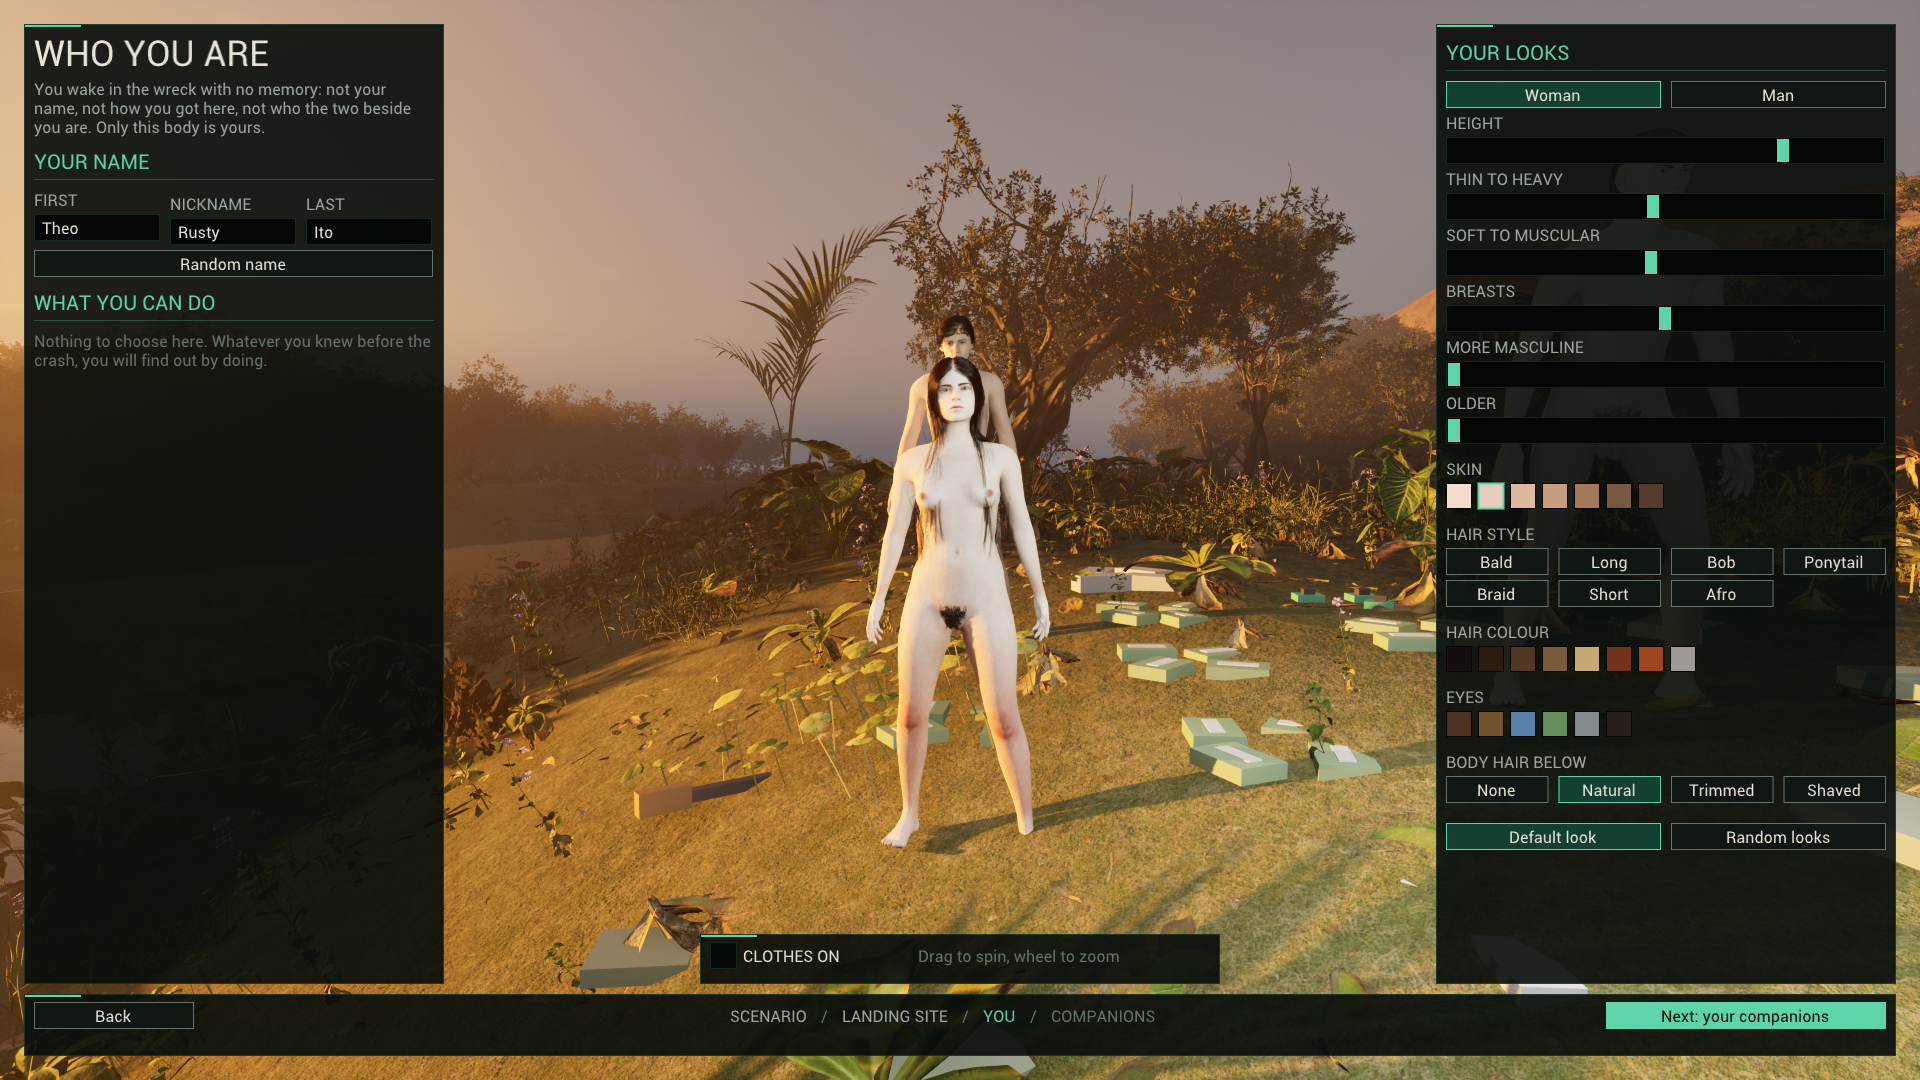 WHO YOU ARE
You wake in the wreck with no memory: not your
name, not how you got here, not who the two beside
you are. Only this body is yours.
YOUR NAME
FIRST
NICKNAME
LAST
Theo
Rusty
Ito
Random name
WHAT YOU CAN DO
Nothing to choose here. Whatever you knew before the
crash, you will find out by doing.
YOUR LOOKS
Woman
Man
HEIGHT
THIN TO HEAVY
SOFT TO MUSCULAR
BREASTS
MORE MASCULINE
OLDER
SKIN
HAIR STYLE
Bald
Long
Bob
Ponytail
Braid
Short
Afro
HAIR COLOUR
EYES
BODY HAIR BELOW
None
Natural
Trimmed
Shaved
Default look
Random looks
CLOTHES ON
Drag to spin, wheel to zoom
Back
SCENARIO / LANDING SITE / YOU / COMPANIONS
Next: your companions